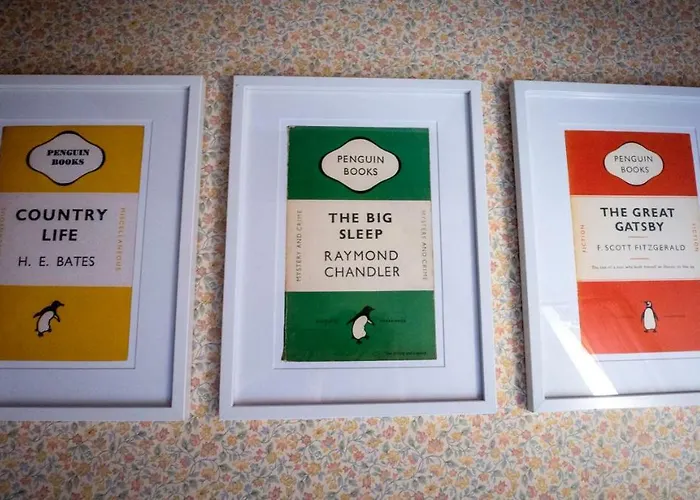 PENGUIN
BOOKS
COUNTRY
LIFE
H. E. BATES
MISCELLANEOUS
PENGUIN
BOOKS
MYSTERY AND CRIME
THE BIG
SLEEP
RAYMOND
CHANDLER
MYSTERY AND CRIME
PENGUIN
BOOKS
FICTION
THE GREAT
GATSBY
F. SCOTT FITZGERALD
FICTION